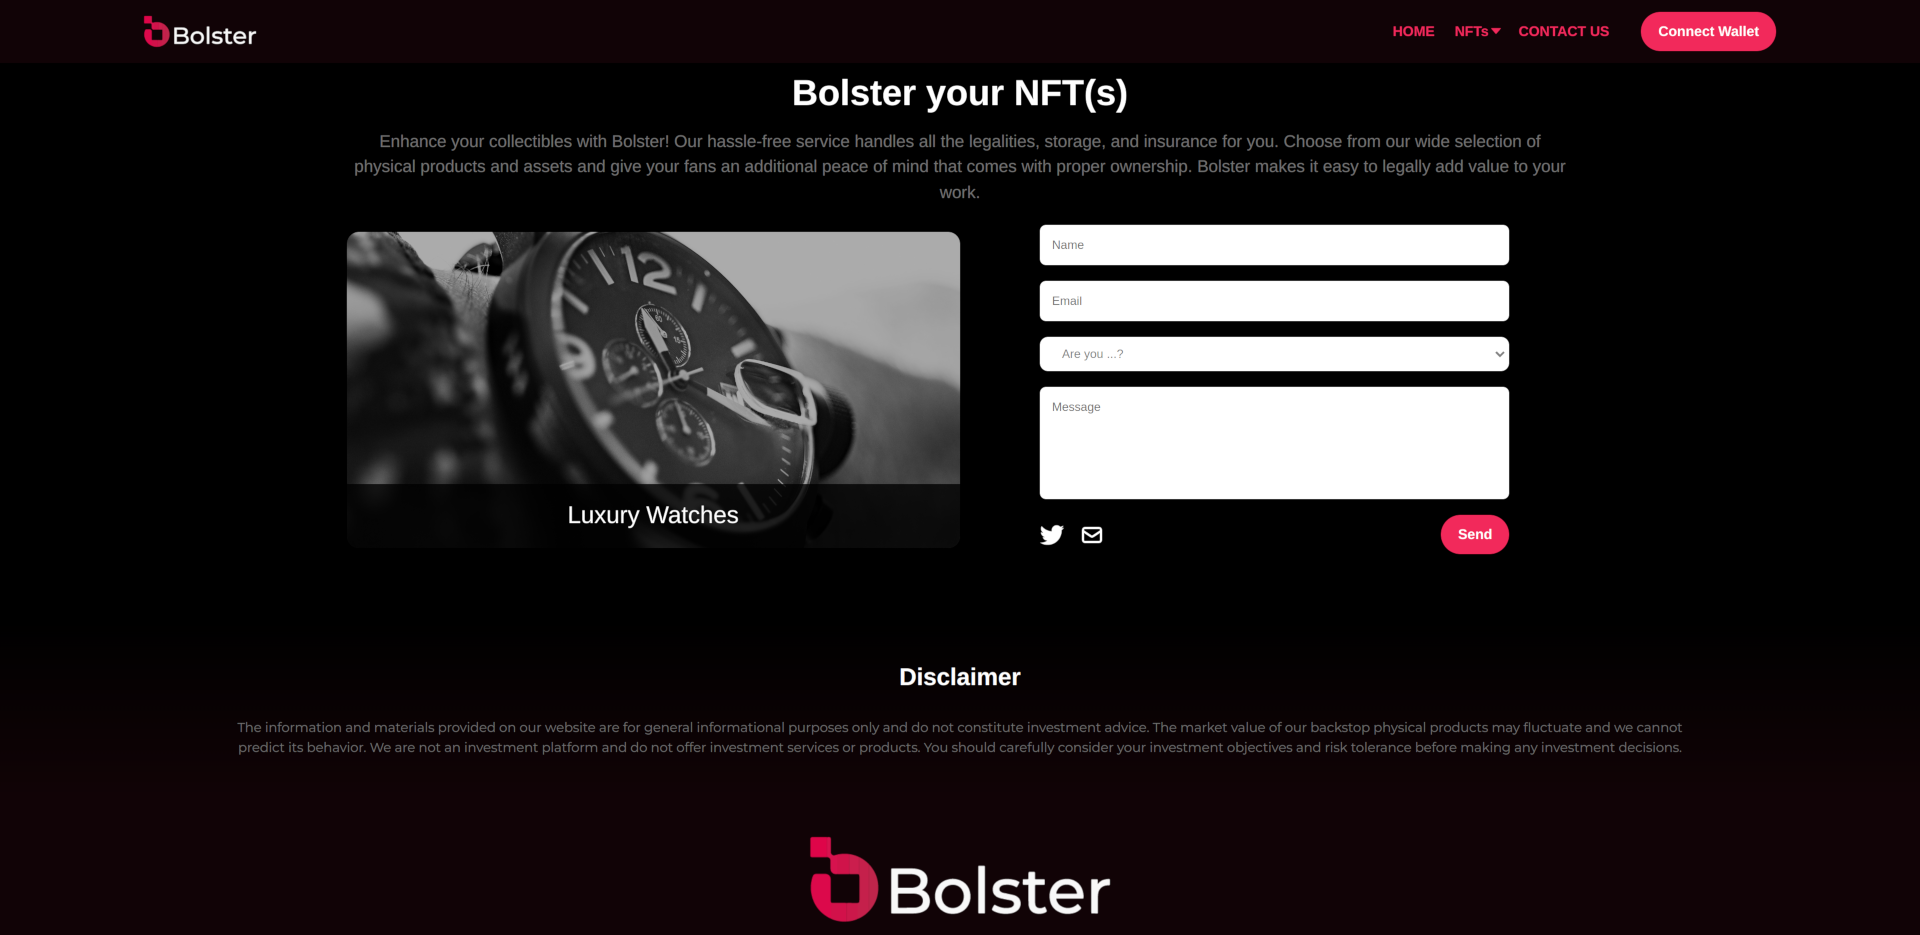 Bolster
HOME
NFTs
CONTACT US
Connect Wallet
Bolster your NFT(s)
Enhance your collectibles with Bolster! Our hassle-free service handles all the legalities, storage, and insurance for you. Choose from our wide selection of
physical products and assets and give your fans an additional peace of mind that comes with proper ownership. Bolster makes it easy to legally add value to your
work.
12
Luxury Watches
Name
Email
Are you ...?
Message
Send
Disclaimer
The information and materials provided on our website are for general informational purposes only and do not constitute investment advice. The market value of our backstop physical products may fluctuate and we cannot
predict its behavior. We are not an investment platform and do not offer investment services or products. You should carefully consider your investment objectives and risk tolerance before making any investment decisions.
Bolster